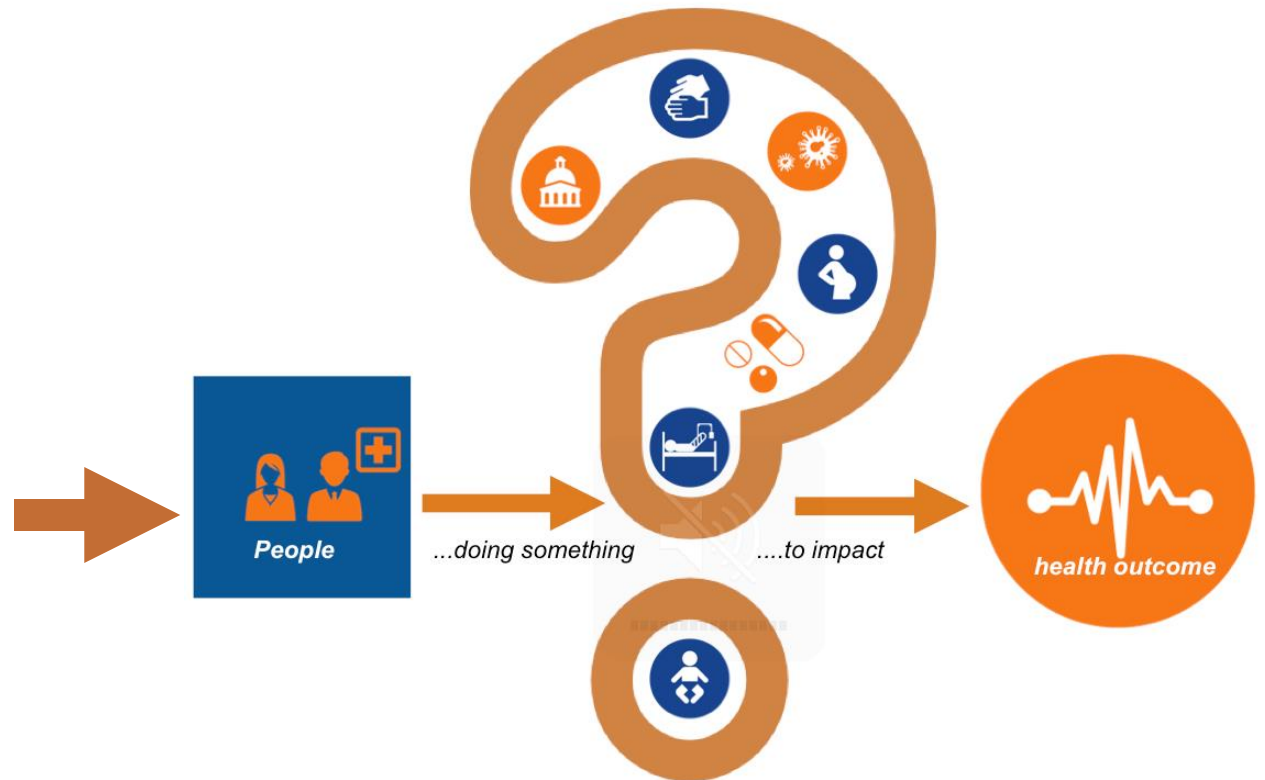 People
...doing something
....to impact
health outcome